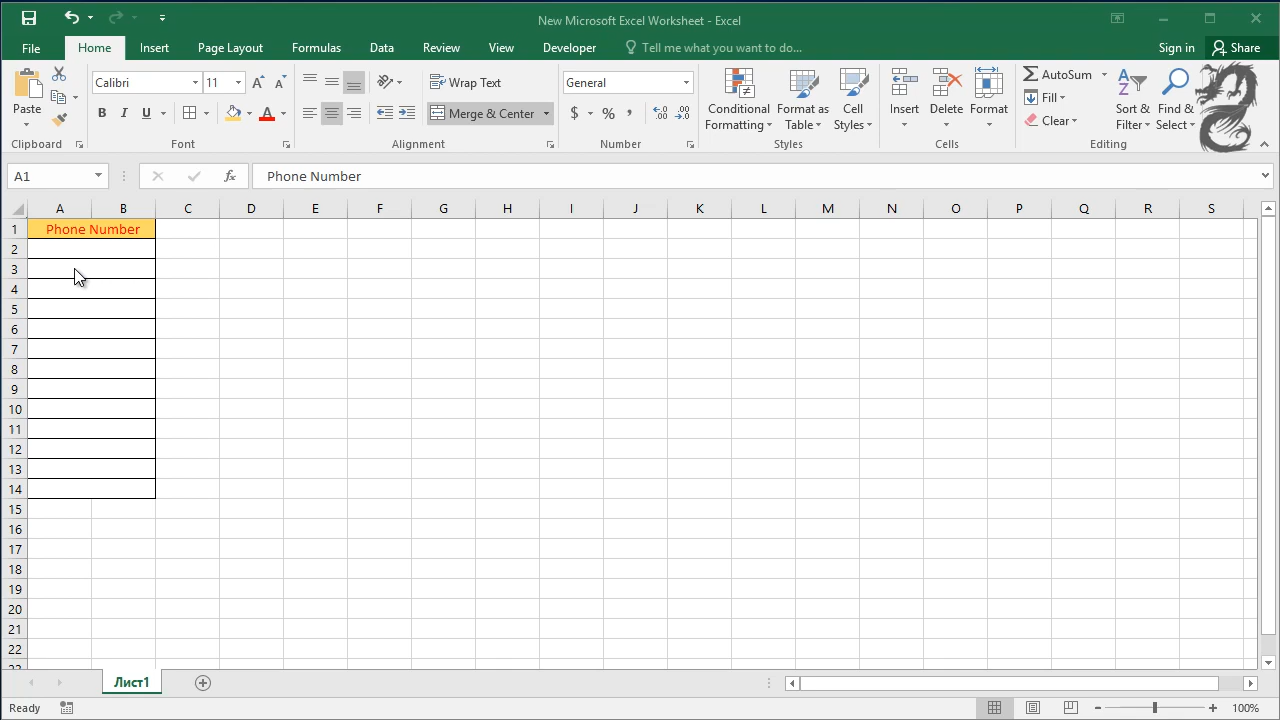 New Microsoft Excel Worksheet - Excel
File Home Insert Page Layout Formulas Data Review View Developer Tell me what you want to do... Sign in Share
Calibri 11 Wrap Text General AutoSum
Fill
Paste B I U A Merge & Center $ % , Conditional Formatting Format as Table Cell Styles Insert Delete Format Clear Sort & Filter Find & Select
Clipboard Font Alignment Number Styles Cells Editing
A1 fx Phone Number
A B C D E F G H I J K L M N O P Q R S
1 Phone Number
2
3
4
5
6
7
8
9
10
11
12
13
14
15
16
17
18
19
20
21
22
23
Лист1
Ready 100%